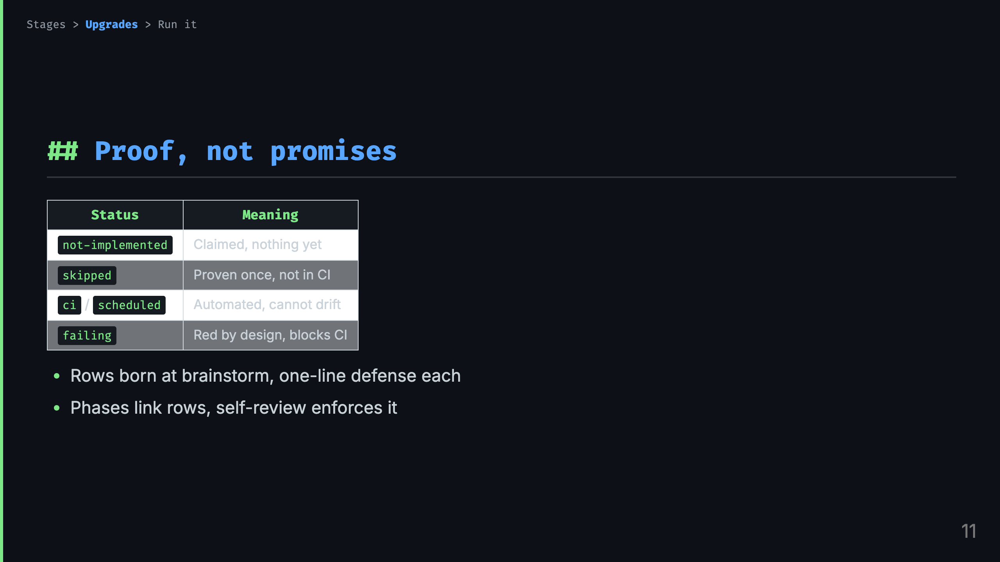 Stages > Upgrades > Run it
## Proof, not promises
Status Meaning
not-implemented Claimed, nothing yet
skipped Proven once, not in CI
ci / scheduled Automated, cannot drift
failing Red by design, blocks CI
• Rows born at brainstorm, one-line defense each
• Phases link rows, self-review enforces it
11